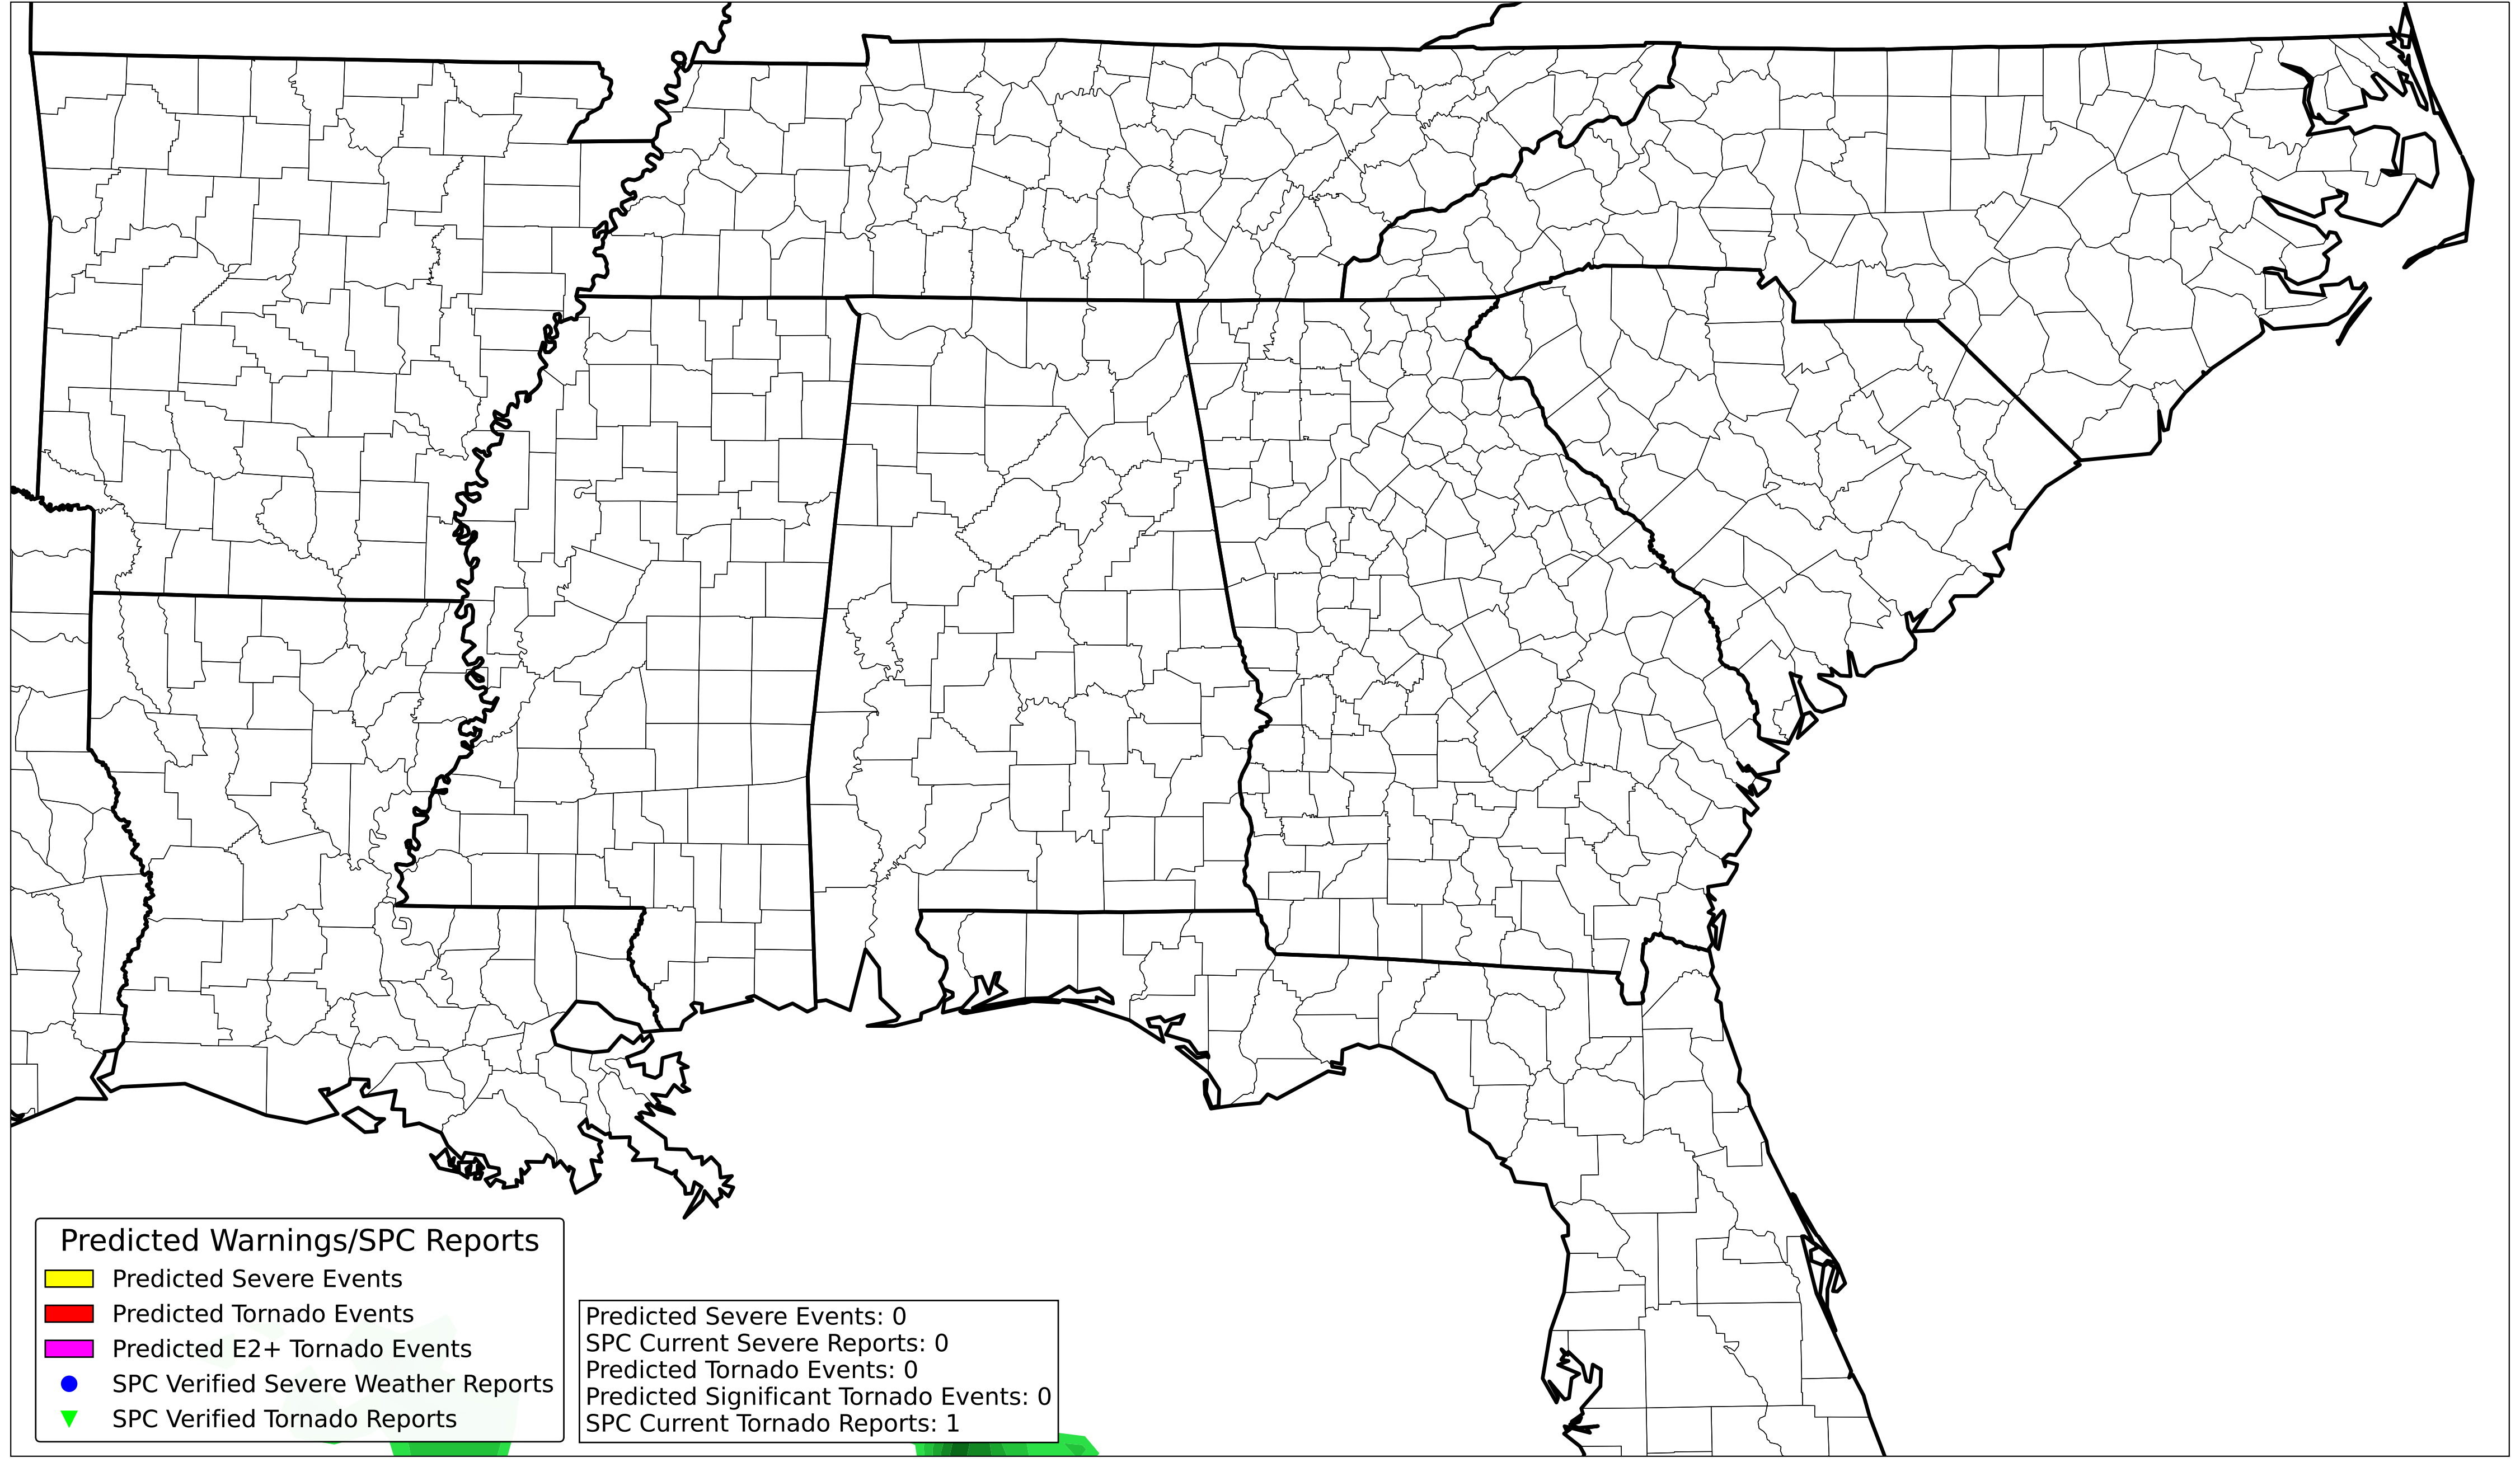 Predicted Warnings/SPC Reports
Predicted Severe Events
Predicted Tornado Events
Predicted E2+ Tornado Events
SPC Verified Severe Weather Reports
SPC Verified Tornado Reports
Predicted Severe Events: 0
SPC Current Severe Reports: 0
Predicted Tornado Events: 0
Predicted Significant Tornado Events: 0
SPC Current Tornado Reports: 1